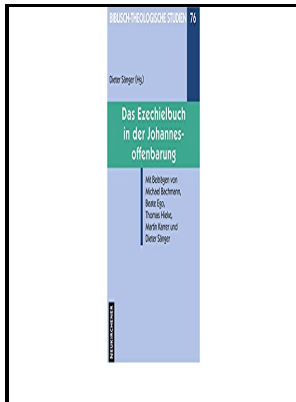 BIBLISCH-THEOLOGISCHE STUDIEN 76
Dieter Sänger (Hg.)
Das Ezechielbuch
in der Johannes-
offenbarung
Mit Beiträgen von
Michael Bachmann,
Beate Ego,
Thomas Hieke,
Martin Karrer und
Dieter Sänger
NEUKIRCHENER